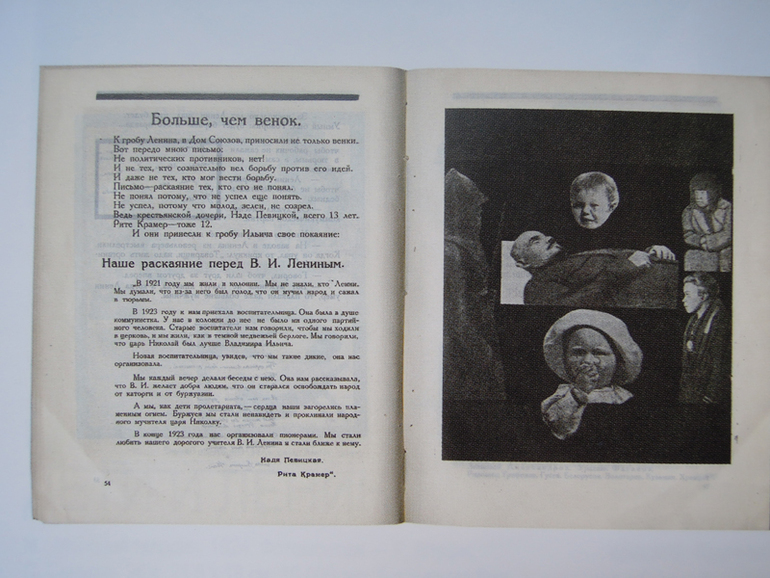 Больше, чем венок.
К гробу Ленина, в Дом Союзов, приносили не только венки.
Вот передо мною письмо:
Не политических противников, нет!
И не тех, кто сознательно вел борьбу против его идей.
И даже не тех, кто мог вести борьбу.
Письмо—раскаяние тех, кто его не понял.
Не понял потому, что не успел еще понять.
Не успел, потому что молод, зелен, не созрел.
Ведь крестьянской дочери, Наде Певицкой, всего 13 лет.
Рите Крамер—тоже 12.
И они принесли к гробу Ильича свое покаяние:
Наше раскаяние перед В. И. Лениным.
„В 1921 году мы жили в колонии. Мы не знали, кто Ленин.
Мы думали, что из-за него был голод, что он мучил народ и сажал
в тюрьмы.
В 1923 году к нам приехала воспитательница. Она была в душе
коммунистка. У нас в колонии до нее не было ни одного партий-
ного человека. Старые воспитатели нам говорили, чтобы мы ходили
в церковь, и мы жили, как в темной медвежьей берлоге. Мы говорили,
что царь Николай был лучше Владимира Ильича.
Новая воспитательница, увидев, что мы такие дикие, она нас
организовала.
Мы каждый вечер делали беседы с нею. Она нам рассказывала,
что В. И. желает добра людям, что он старался освобождать народ
от каторги и от буржуазии.
А мы, как дети пролетариата,—сердца наши загорелись пла-
менным огнем. Буржуев мы стали ненавидеть и проклинали народ-
ного мучителя царя Николку.
В конце 1923 года нас организовали пионерами. Мы стали
любить нашего дорогого учителя В. И. Ленина и стали ближе к нему.
Надя Певицкая.
Рита Крамер“.
54